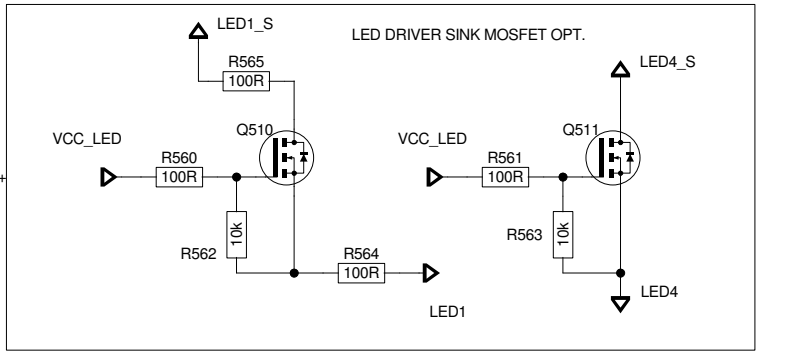 LED1_S
LED DRIVER SINK MOSFET OPT.
R565
100R
LED4_S
Q510
Q511
VCC_LED
VCC_LED
R560
100R
R561
100R
R562
10k
R563
10k
R564
100R
LED1
LED4